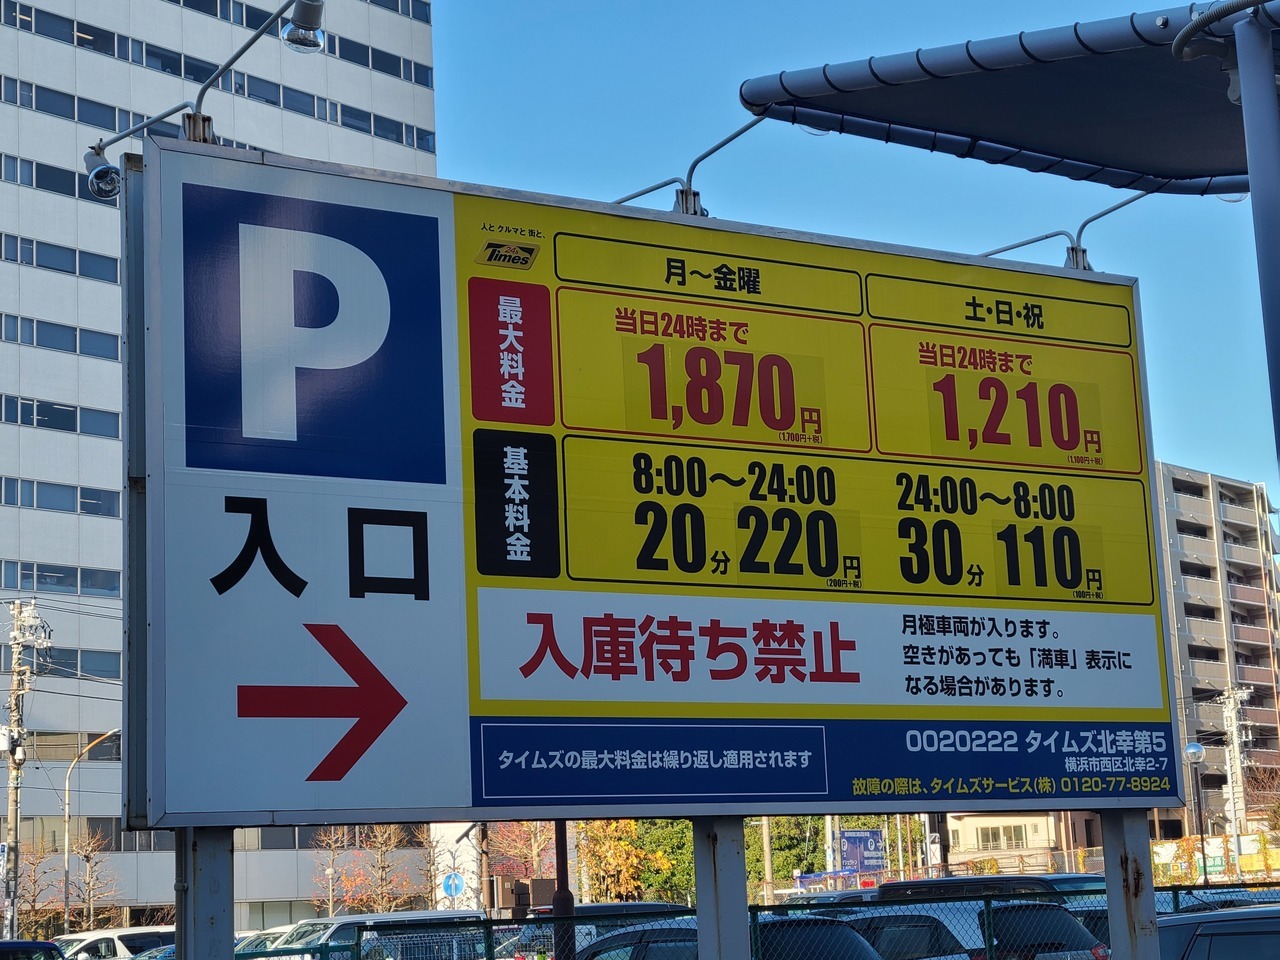 P
入口
人とクルマと街と、
24h Times
月～金曜
土・日・祝
最大料金
当日24時まで
1,870円
(1,700円+税)
当日24時まで
1,210円
(1,100円+税)
基本料金
8:00～24:00
20分 220円
(200円+税)
24:00～8:00
30分 110円
(100円+税)
入庫待ち禁止
月極車両が入ります。
空きがあっても「満車」表示に
なる場合があります。
タイムズの最大料金は繰り返し適用されます
0020222 タイムズ北幸第5
横浜市西区北幸2-7
故障の際は、タイムズサービス(株) 0120-77-8924